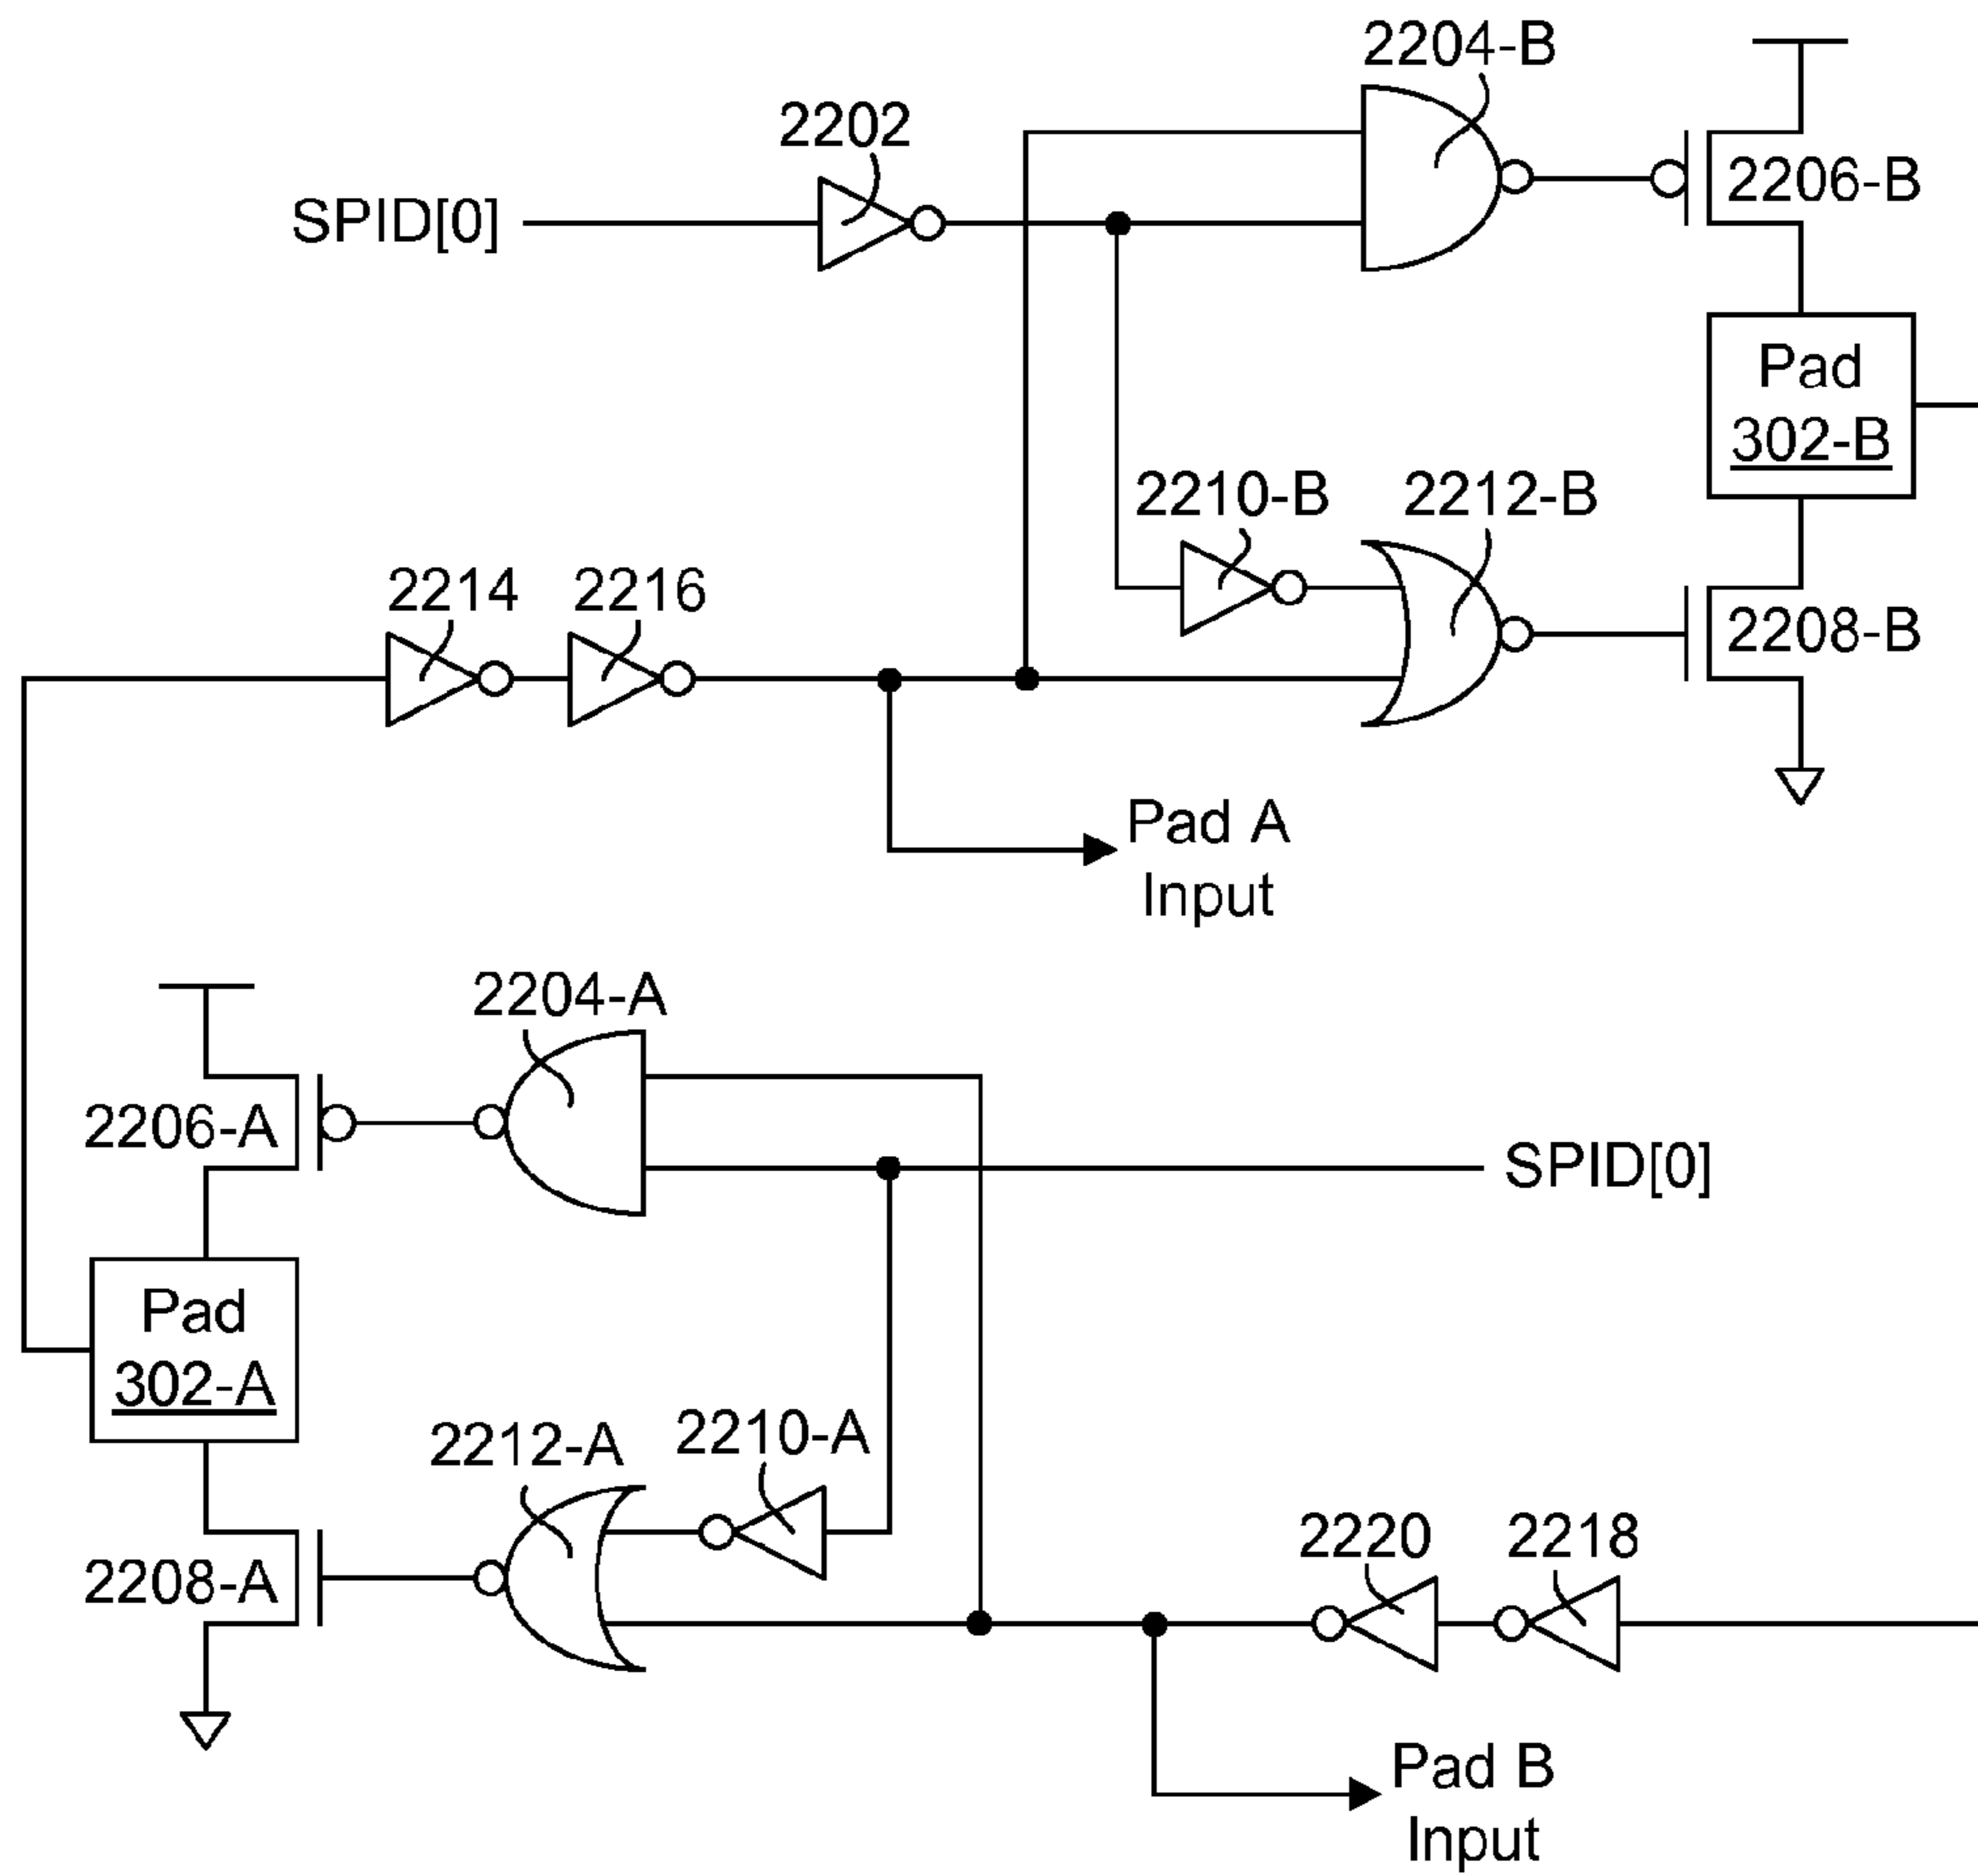 2204-B
2202
SPID[0]
2206-B
Pad
302-B
2210-B
2212-B
2214
2216
2208-B
Pad A
Input
2204-A
2206-A
SPID[0]
Pad
302-A
2212-A
2210-A
2220
2218
2208-A
Pad B
Input